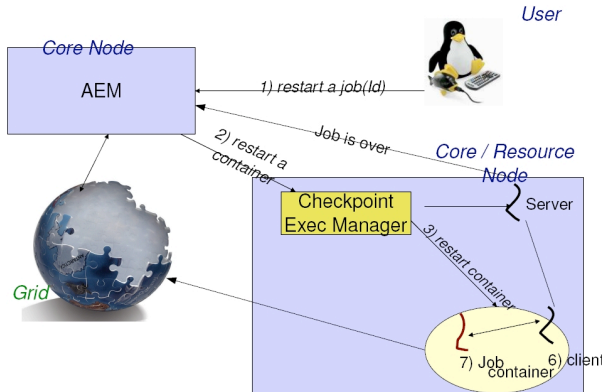 User
Core Node
AEM
1) restart a job(Id)
Job is over
2) restart a
container
Core / Resource
Node
Checkpoint
Exec Manager
Server
3) restart container
Grid
7) Job
container
6) client